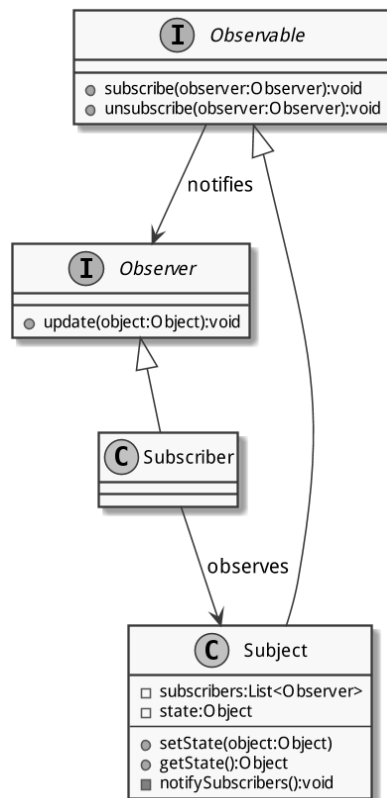 I Observable
subscribe(observer:Observer):void
unsubscribe(observer:Observer):void
notifies
I Observer
update(object:Object):void
C Subscriber
observes
C Subject
subscribers:List<Observer>
state:Object
setState(object:Object)
getState():Object
notifySubscribers():void